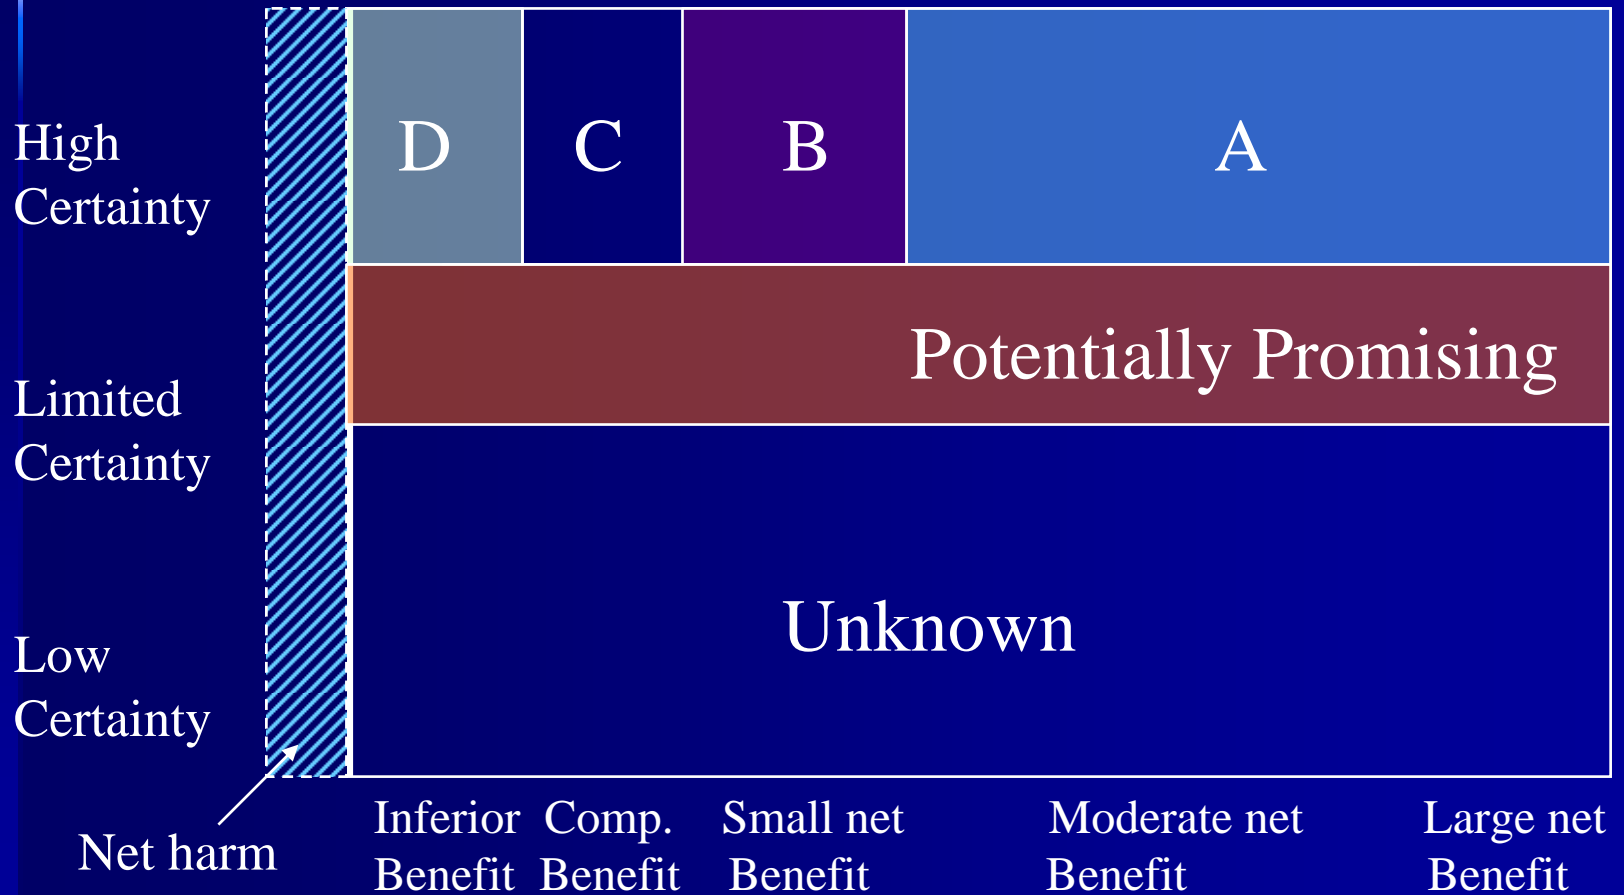 High
Certainty
D
C
B
A
Limited
Certainty
Potentially Promising
Low
Certainty
Unknown
Net harm
Inferior
Benefit
Comp.
Benefit
Small net
Benefit
Moderate net
Benefit
Large net
Benefit